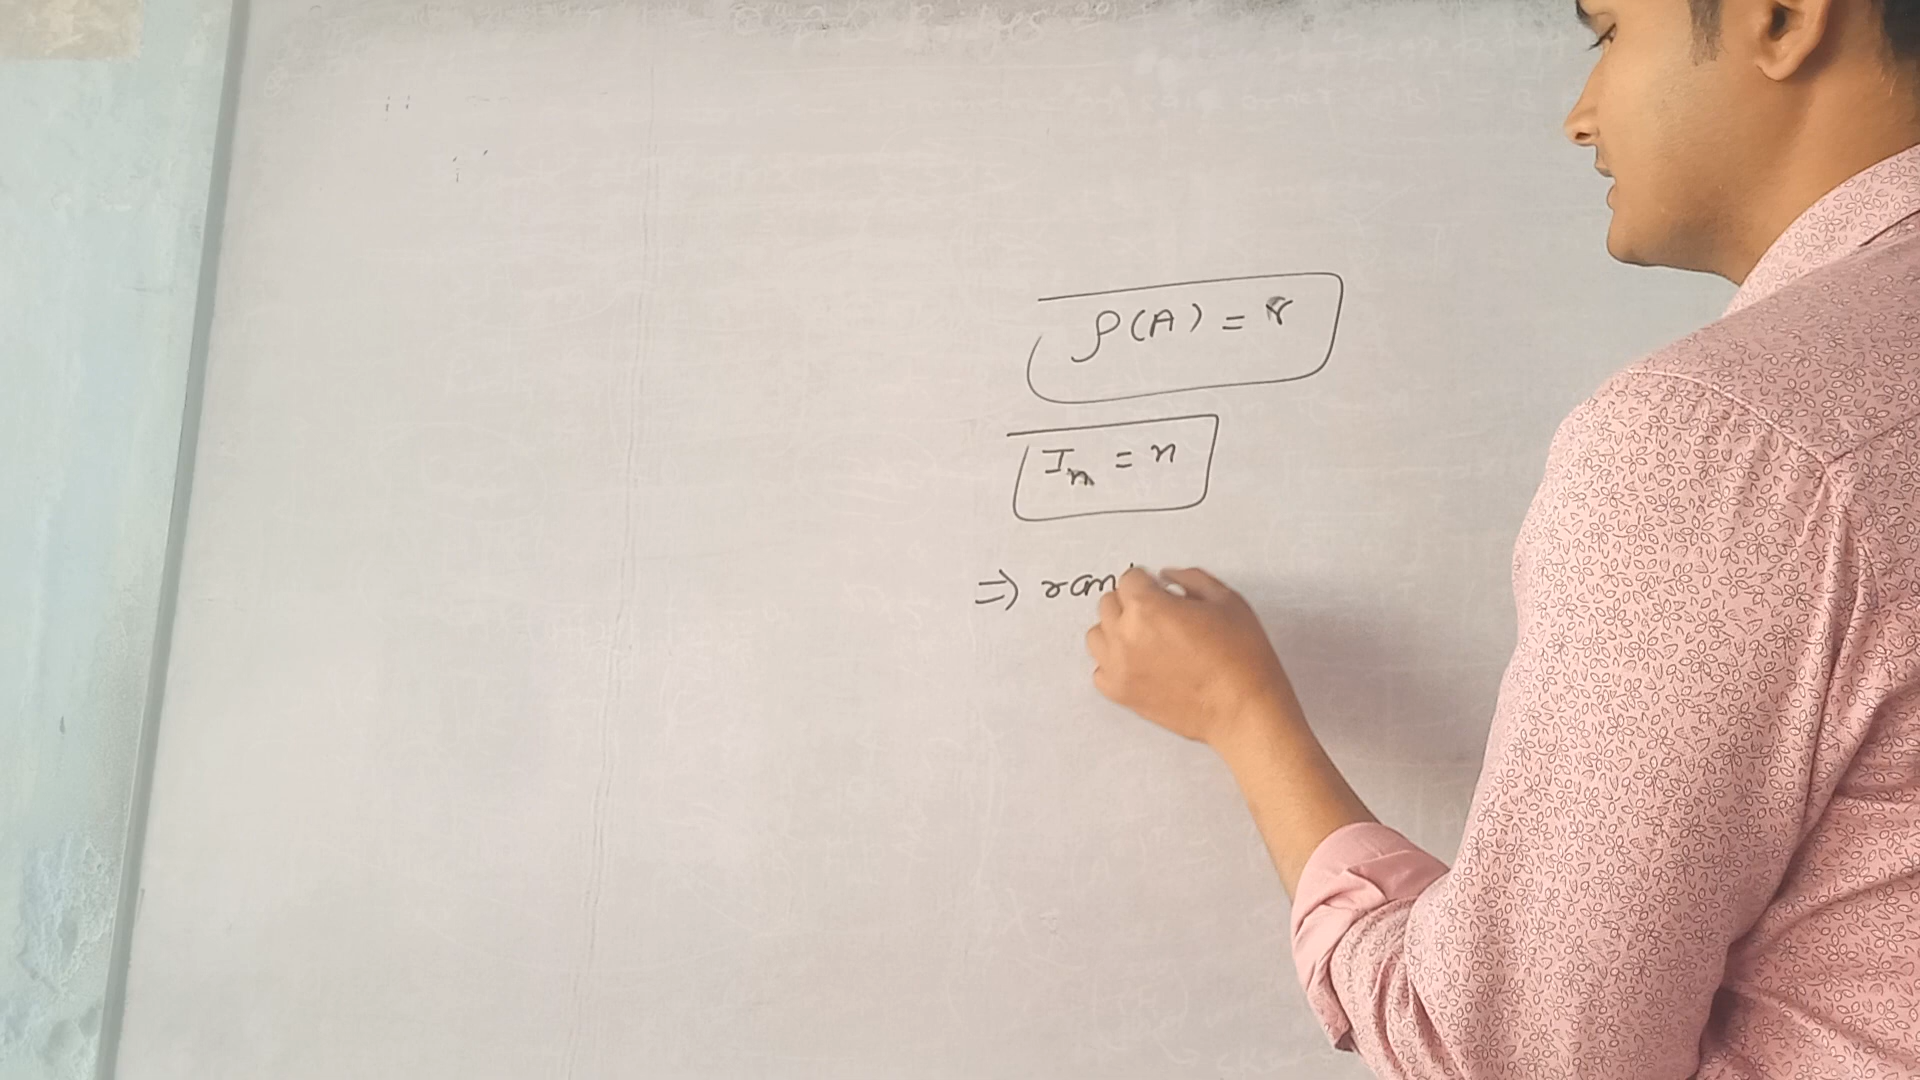 ρ(A) = r
Iₙ = n
⇒ ran